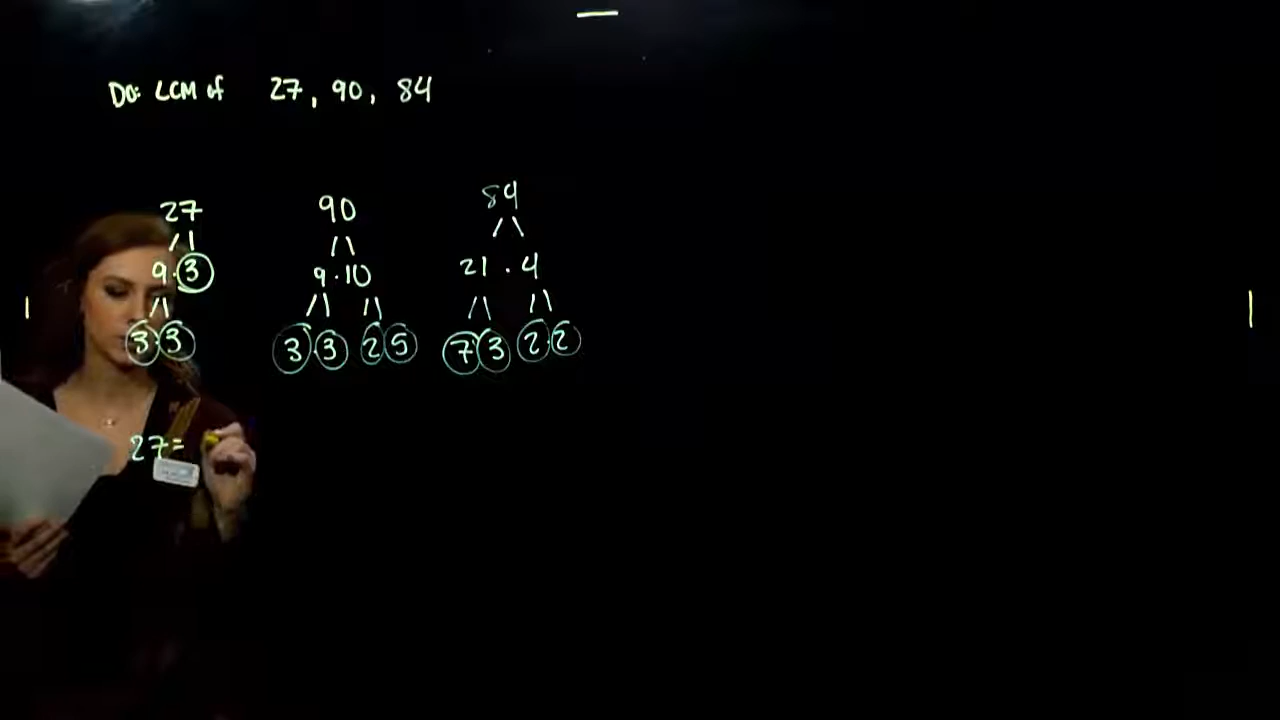 Do: LCM of 27, 90, 84
27 90 84
9 · 3 9 · 10 21 · 4
3 · 3 3 · 3 2 5 7 · 3 2 · 2
27 =